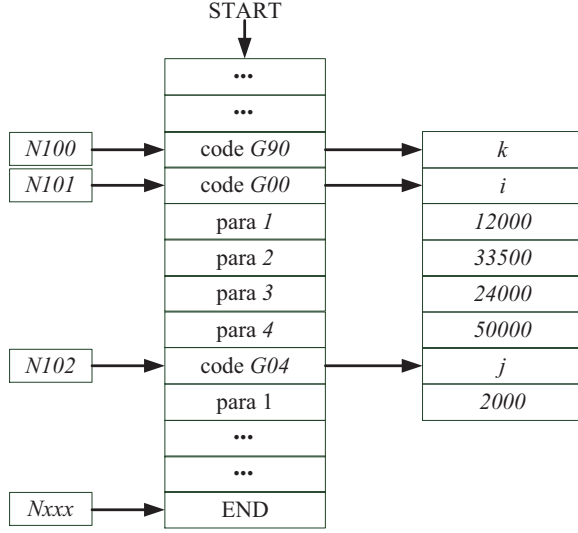 START
•••
•••
N100 code G90 k
N101 code G00 i
para 1 12000
para 2 33500
para 3 24000
para 4 50000
N102 code G04 j
para 1 2000
•••
•••
Nxxx END